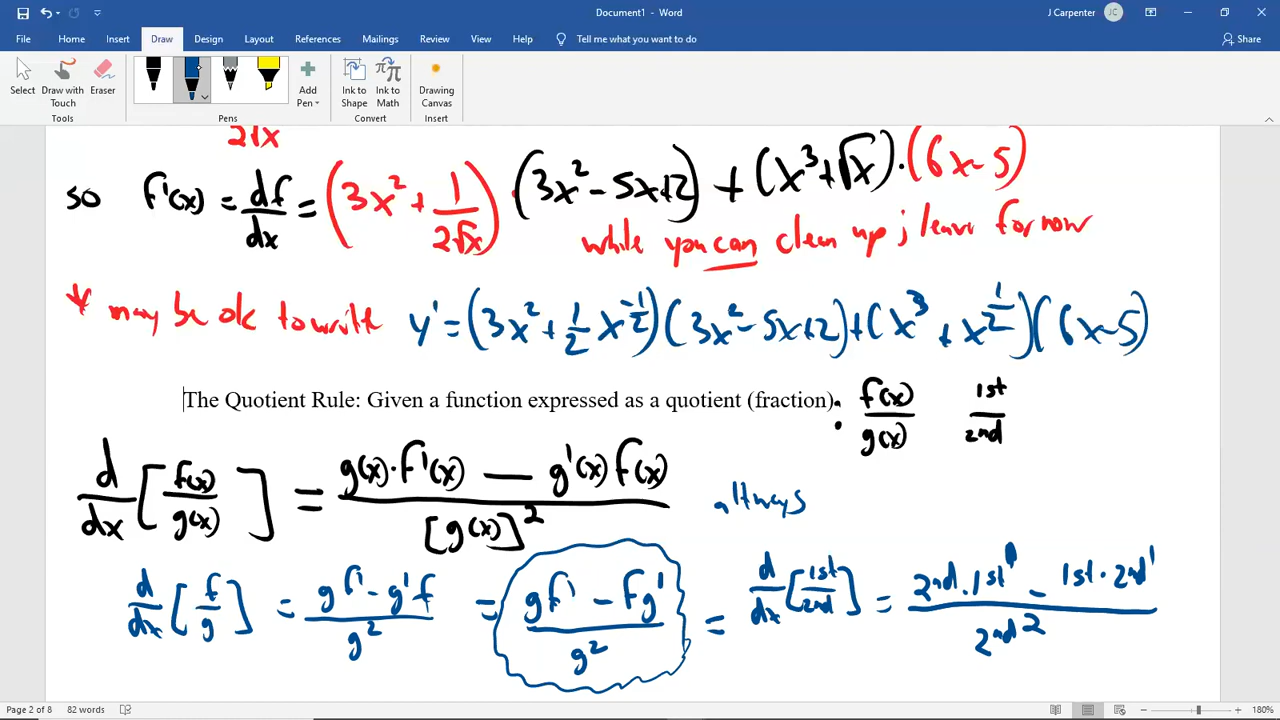 Document1 - Word
J Carpenter JC
File Home Insert Draw Design Layout References Mailings Review View Help Tell me what you want to do Share
Select Draw with Touch Eraser Add Pen Ink to Shape Ink to Math Drawing Canvas
Tools Pens Convert Insert
2√x
so f'(x) = df/dx = (3x² + 1/(2√x)) · (3x² - 5x + 2) + (x³ + √x) · (6x - 5)
while you can clean up; leave for now
* may be ok to write y' = (3x² + 1/2 x^(-1/2)) (3x² - 5x + 2) + (x³ + x^(1/2)) (6x - 5)
The Quotient Rule: Given a function expressed as a quotient (fraction): f(x)/g(x) 1st/2nd
d/dx [f(x)/g(x)] = (g(x) · f'(x) - g'(x) f(x)) / [g(x)]²
always
d/dx [f/g] = (gf' - g'f)/g² = (gf' - fg')/g² = d/dx [1st/2nd] = (2nd · 1st' - 1st · 2nd')/2nd²
Page 2 of 8 82 words 180%